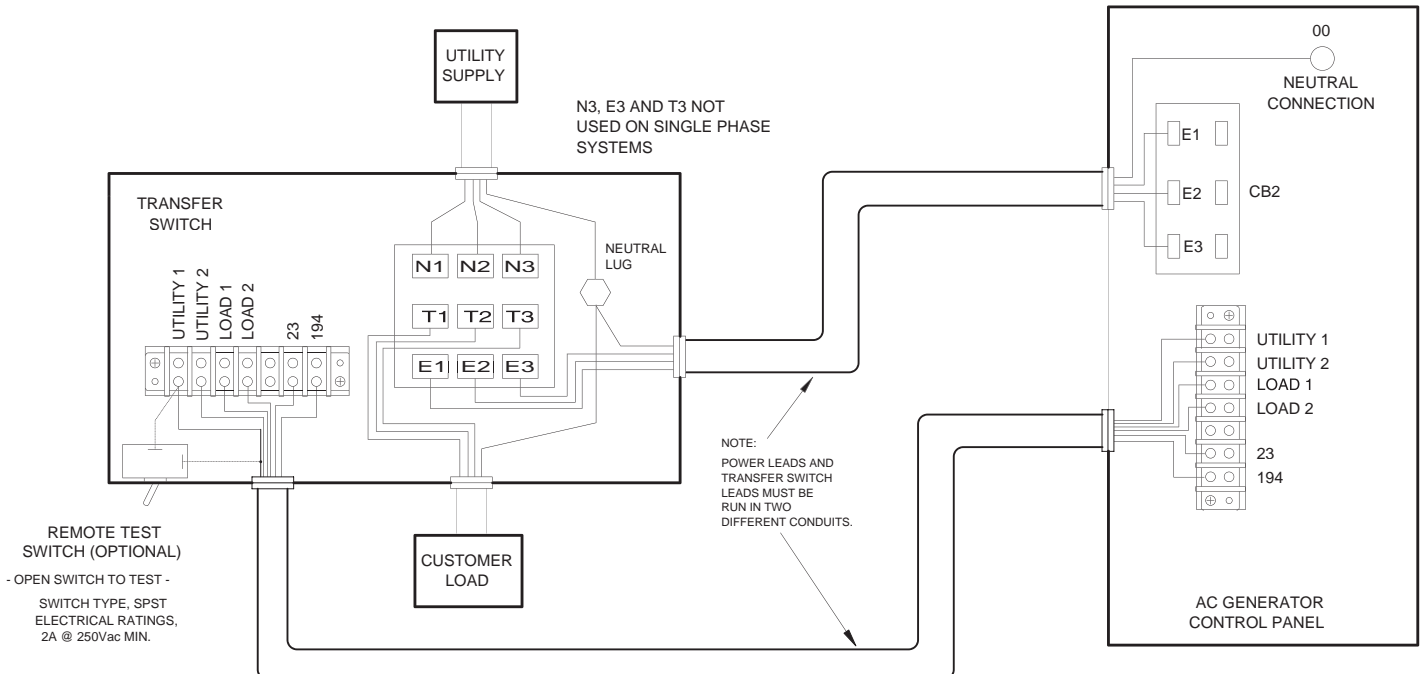 UTILITY
SUPPLY
N3, E3 AND T3 NOT
USED ON SINGLE PHASE
SYSTEMS
00
NEUTRAL
CONNECTION
E1
E2
E3
CB2
TRANSFER
SWITCH
NEUTRAL
LUG
N1 N2 N3
T1 T2 T3
E1 E2 E3
UTILITY 1
UTILITY 2
LOAD 1
LOAD 2
23
194
UTILITY 1
UTILITY 2
LOAD 1
LOAD 2
23
194
NOTE:
POWER LEADS AND
TRANSFER SWITCH
LEADS MUST BE
RUN IN TWO
DIFFERENT CONDUITS.
REMOTE TEST
SWITCH (OPTIONAL)
- OPEN SWITCH TO TEST -
SWITCH TYPE, SPST
ELECTRICAL RATINGS,
2A @ 250Vac MIN.
CUSTOMER
LOAD
AC GENERATOR
CONTROL PANEL